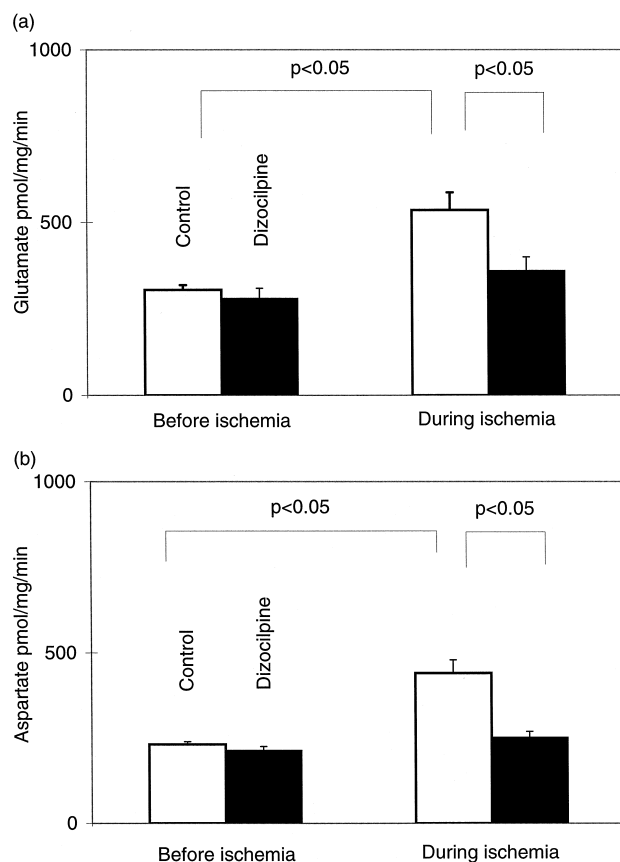 (a)
1000
p<0.05
p<0.05
Glutamate pmol/mg/min
Control
Dizocilpine
500
0
Before ischemia
During ischemia
(b)
1000
p<0.05
p<0.05
Aspartate pmol/mg/min
Control
Dizocilpine
500
0
Before ischemia
During ischemia